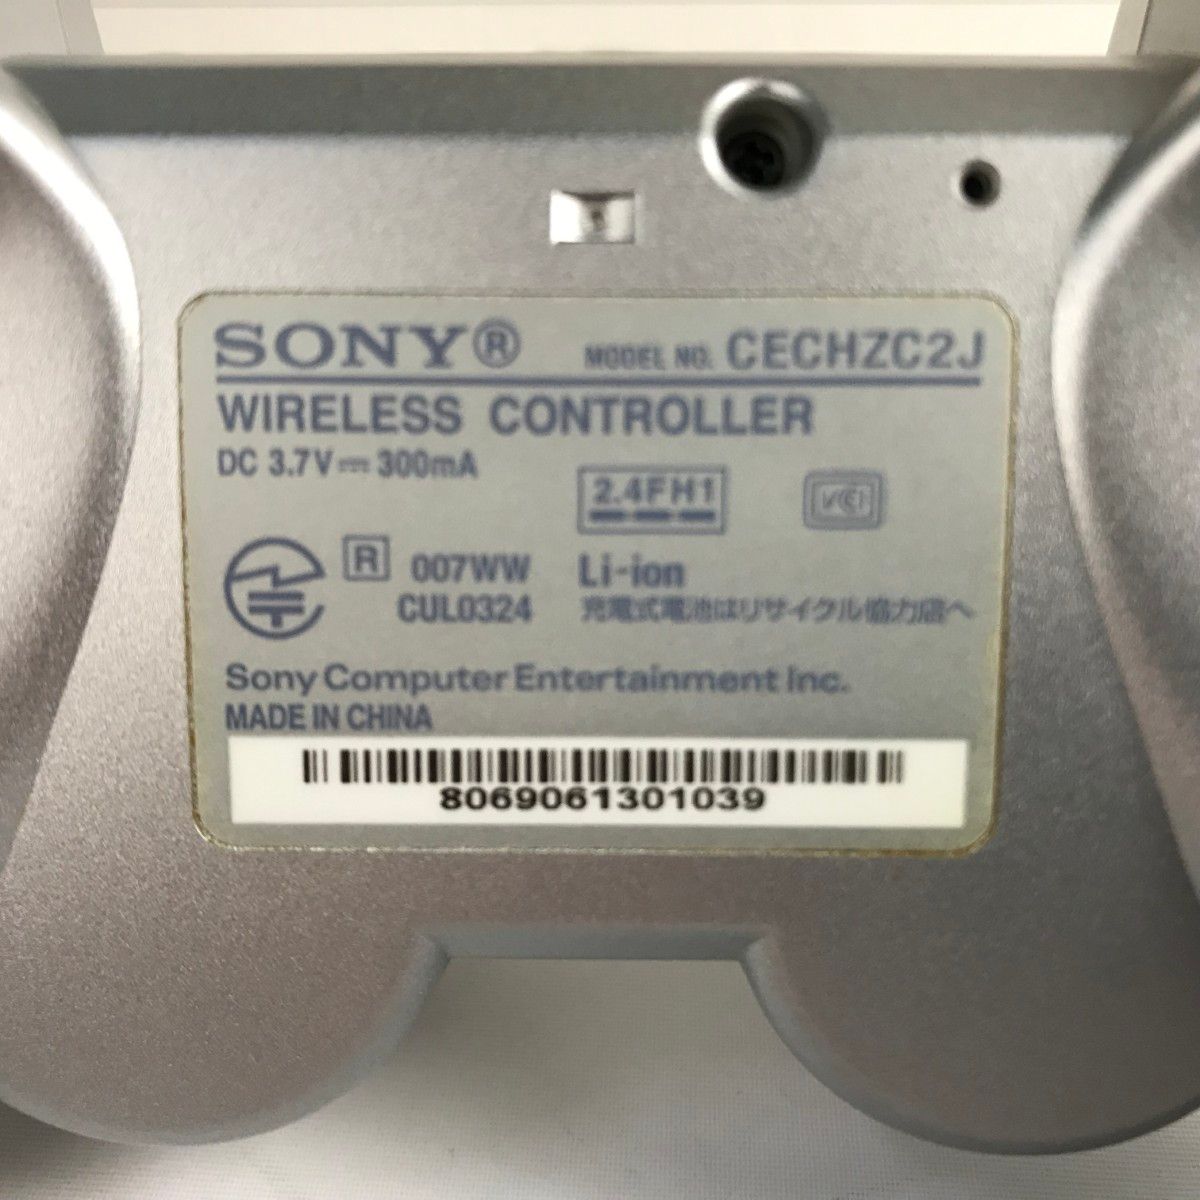 SONY® MODEL NO. CECHZC2J
WIRELESS CONTROLLER
DC 3.7V⎓300mA
2.4FH1
VCCI
R 007WW
CUL0324
Li-ion
充電式電池はリサイクル協力店へ
Sony Computer Entertainment Inc.
MADE IN CHINA
8069061301039